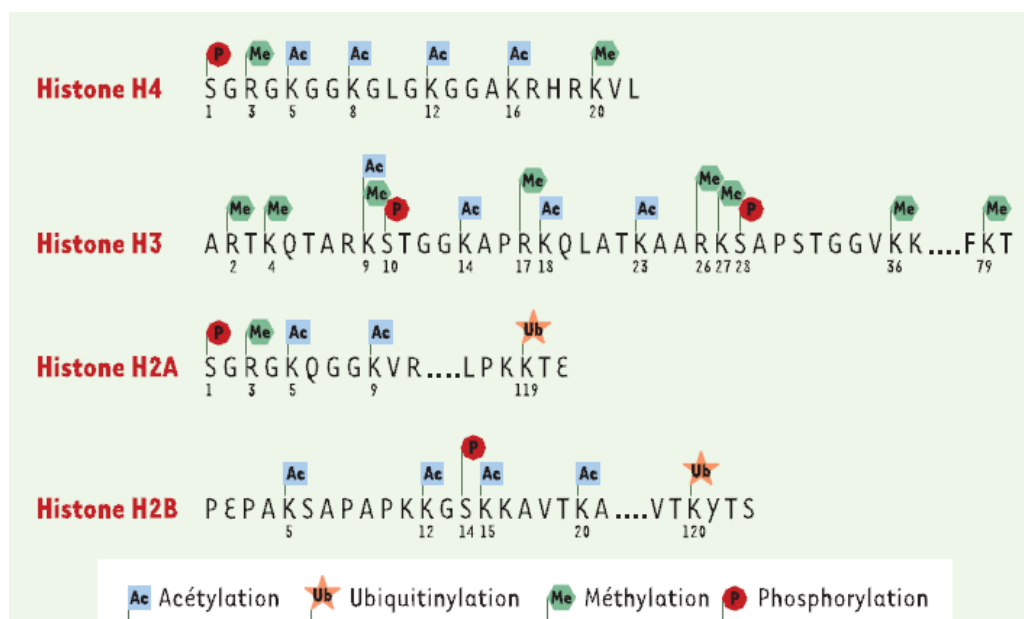 P Me Ac Ac Ac Ac Me
Histone H4 SGRGKGGKGLGKGGAKRHRKVL
1 3 5 8 12 16 20
Ac
Me Me Me P Ac Me Ac Ac Me Me P Me Me
Histone H3 ARTKQTARKSTGGKAPRKQLATKAARKSAPSTGGVKK....FKT
2 4 9 10 14 17 18 23 26 27 28 36 79
P Me Ac Ac Ub
Histone H2A SGRGKQGGKVR....LPKKTE
1 3 5 9 119
P
Ac Ac Ac Ac Ub
Histone H2B PEPAKSAPAPKKGSKKAVTKA....VTKYTS
5 12 14 15 20 120
Ac Acétylation Ub Ubiquitinylation Me Méthylation P Phosphorylation